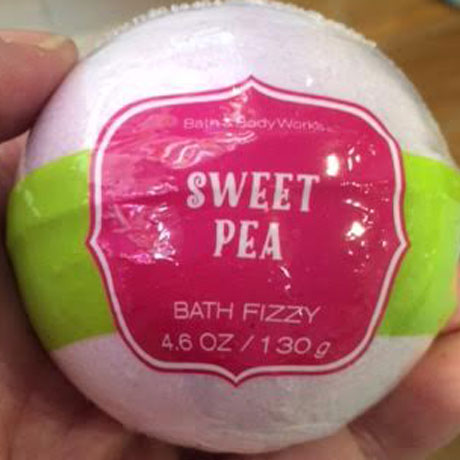 Bath & Body Works
SWEET
PEA
BATH FIZZY
4.6 OZ / 130 g